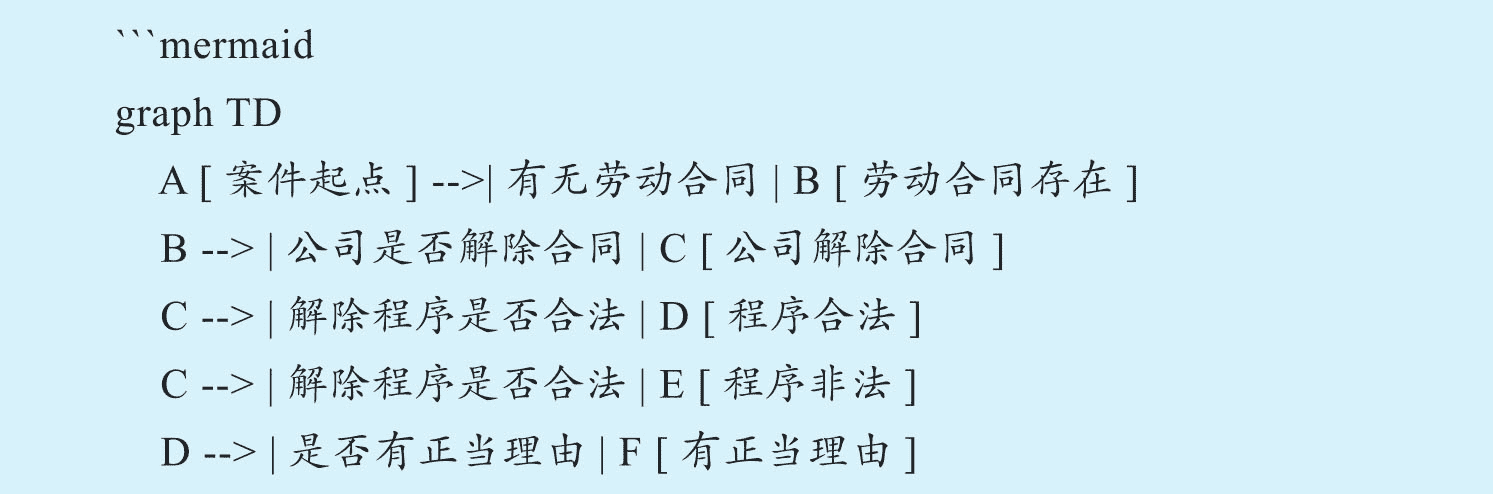 ```mermaid
graph TD
A [ 案件起点 ] -->| 有无劳动合同 | B [ 劳动合同存在 ]
B --> | 公司是否解除合同 | C [ 公司解除合同 ]
C --> | 解除程序是否合法 | D [ 程序合法 ]
C --> | 解除程序是否合法 | E [ 程序非法 ]
D --> | 是否有正当理由 | F [ 有正当理由 ]